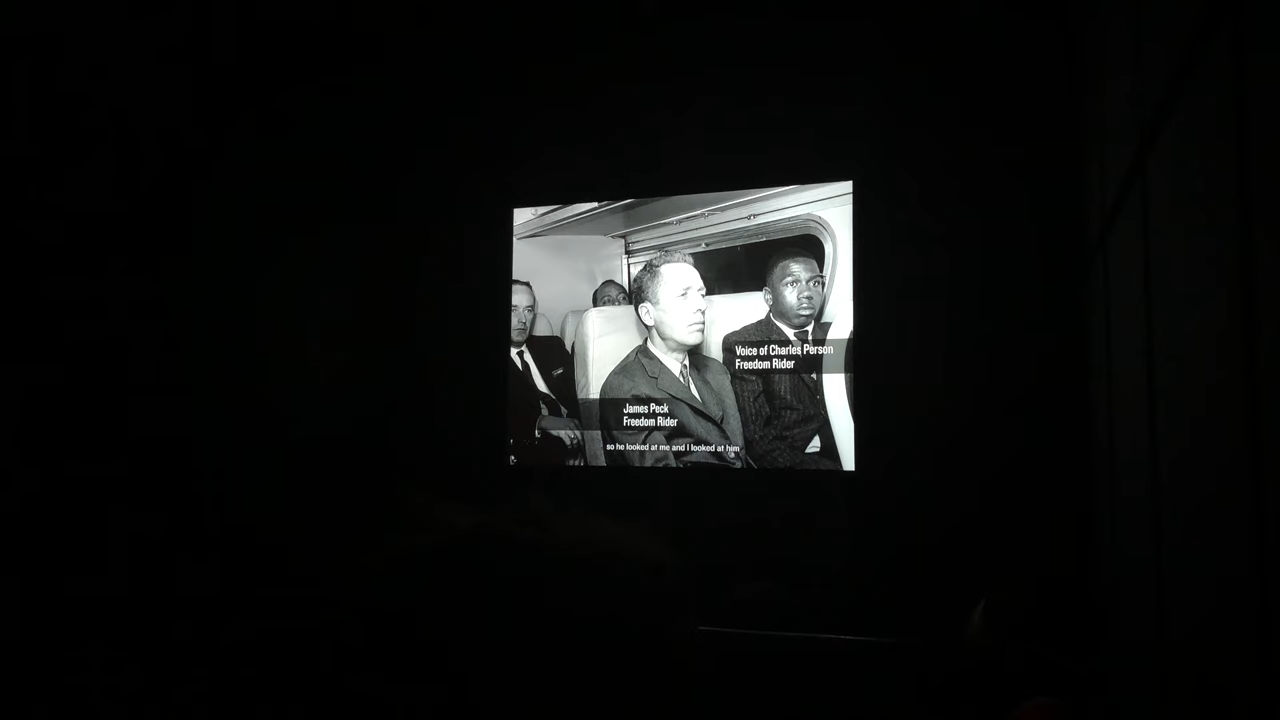 Voice of Charles Person
Freedom Rider
James Peck
Freedom Rider
so he looked at me and I looked at him